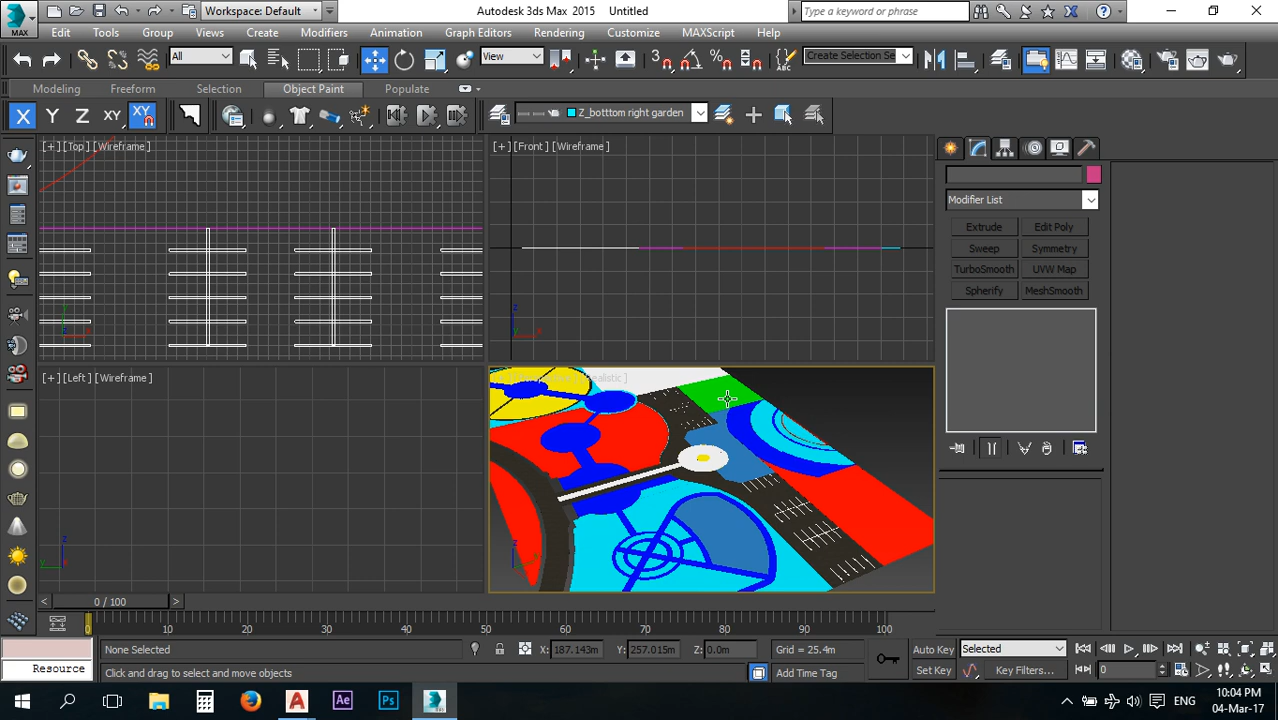 Workspace: Default
Autodesk 3ds Max 2015 Untitled
Type a keyword or phrase
MAX
Edit Tools Group Views Create Modifiers Animation Graph Editors Rendering Customize MAXScript Help
All
View
Create Selection Se
Modeling Freeform Selection Object Paint Populate
X Y Z XY XY
Z_botttom right garden
[+] [Top] [Wireframe]
[+] [Front] [Wireframe]
Modifier List
Extrude Edit Poly
Sweep Symmetry
TurboSmooth UVW Map
Spherify MeshSmooth
[+] [Left] [Wireframe]
0 / 100
0 10 20 30 40 50 60 70 80 90 100
None Selected
X: 187.143m Y: 257.015m Z: 0.0m Grid = 25.4m
Auto Key Selected
Resource
Click and drag to select and move objects
Add Time Tag
Set Key Key Filters... 0
Ae Ps
ENG
10:04 PM
04-Mar-17